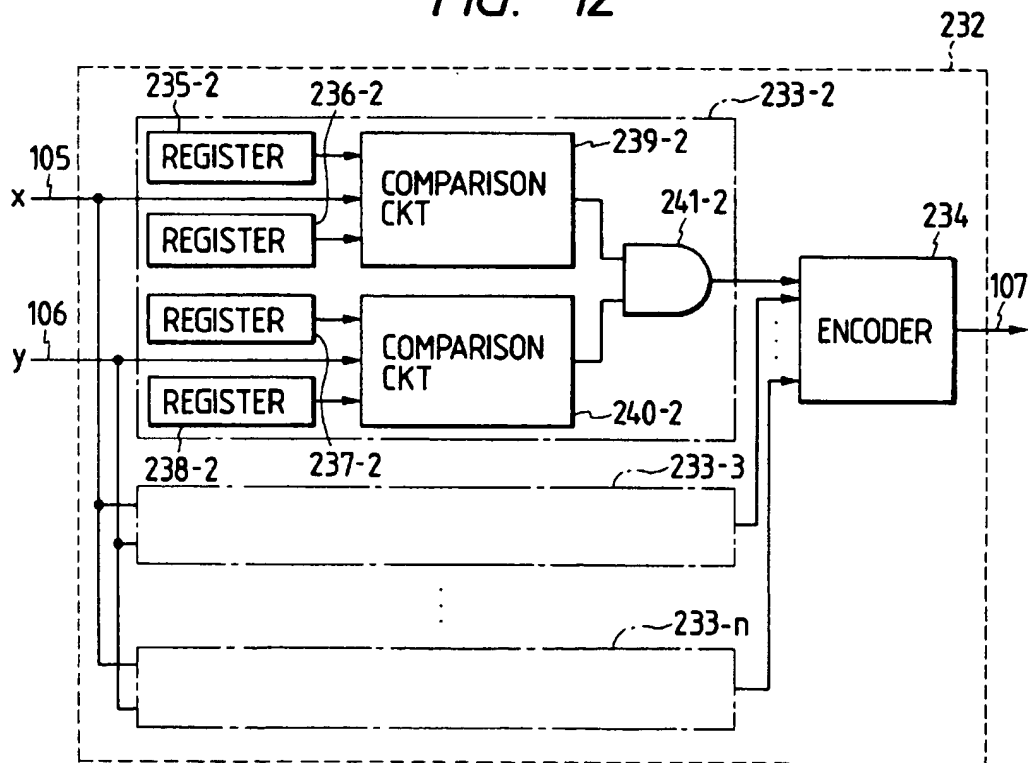 FIG. 12
232
235-2
236-2
233-2
REGISTER
239-2
105
COMPARISON
CKT
x
241-2
REGISTER
234
REGISTER
106
107
COMPARISON
CKT
ENCODER
y
REGISTER
240-2
238-2
237-2
233-3
233-n